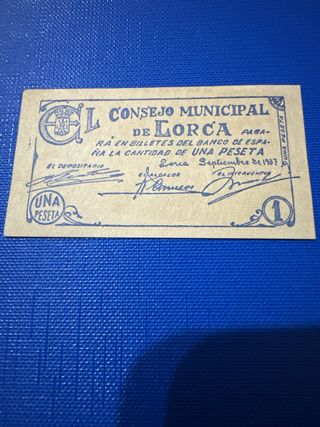 EL CONSEJO MUNICIPAL
DE LORCA PAGA-
RÁ EN BILLETES DEL BANCO DE ESPA-
ÑA LA CANTIDAD DE UNA PESETA
Lorca Septiembre de 1937
EL DEPOSITARIO EL ALCALDE EL INTERVENTOR
UNA
PESETA
1
UNA PESETA